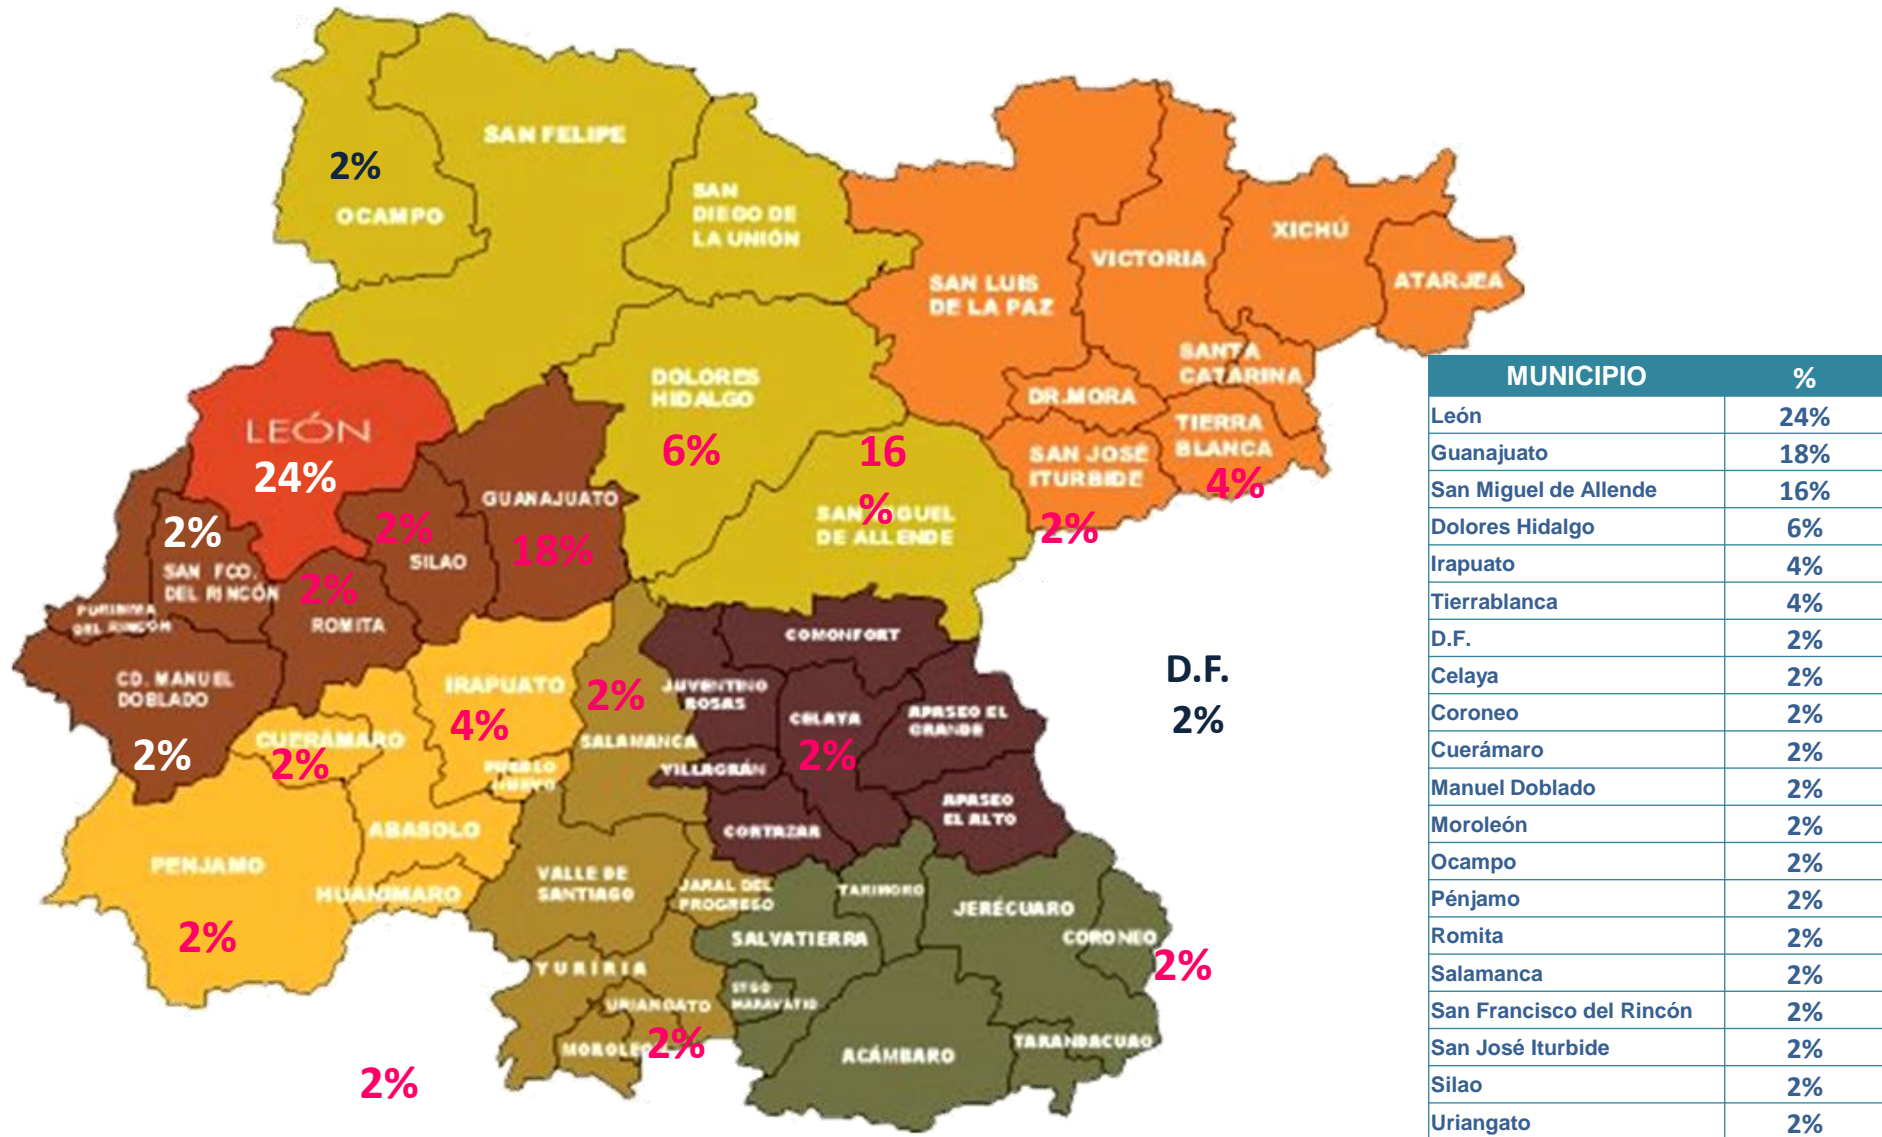 SAN FELIPE
2%
OCAMPO
SAN
DIEGO DE
LA UNIÓN
XICHÚ
VICTORIA
ATARJEA
SAN LUIS
DE LA PAZ
SANTA
CATARINA
DR.MORA
TIERRA
BLANCA
4%
SAN JOSÉ
ITURBIDE
2%
DOLORES
HIDALGO
6%
16
%
SAN MIGUEL
DE ALLENDE
LEÓN
24%
GUANAJUATO
18%
2%
SILAO
2%
SAN FCO.
DEL RINCÓN
2%
ROMITA
PURISIMA
DEL RINCÓN
CD. MANUEL
DOBLADO
2%
IRAPUATO
4%
CUERÁMARO
2%
PUEBLO
NUEVO
ABASOLO
PENJAMO
2%
HUANIMARO
2%
SALAMANCA
COMONFORT
JUVENTINO
ROSAS
CELAYA
2%
APASEO EL
GRANDE
VILLAGRÁN
CORTAZAR
APASEO
EL ALTO
D.F.
2%
VALLE DE
SANTIAGO
JARAL DEL
PROGRESO
TARIMORO
JERÉCUARO
CORONEO
2%
SALVATIERRA
YURIRIA
STGO
MARAVATIO
URIANGATO
2%
MOROLEON
2%
ACÁMBARO
TARANDACUAO
MUNICIPIO %
León 24%
Guanajuato 18%
San Miguel de Allende 16%
Dolores Hidalgo 6%
Irapuato 4%
Tierrablanca 4%
D.F. 2%
Celaya 2%
Coroneo 2%
Cuerámaro 2%
Manuel Doblado 2%
Moroleón 2%
Ocampo 2%
Pénjamo 2%
Romita 2%
Salamanca 2%
San Francisco del Rincón 2%
San José Iturbide 2%
Silao 2%
Uriangato 2%